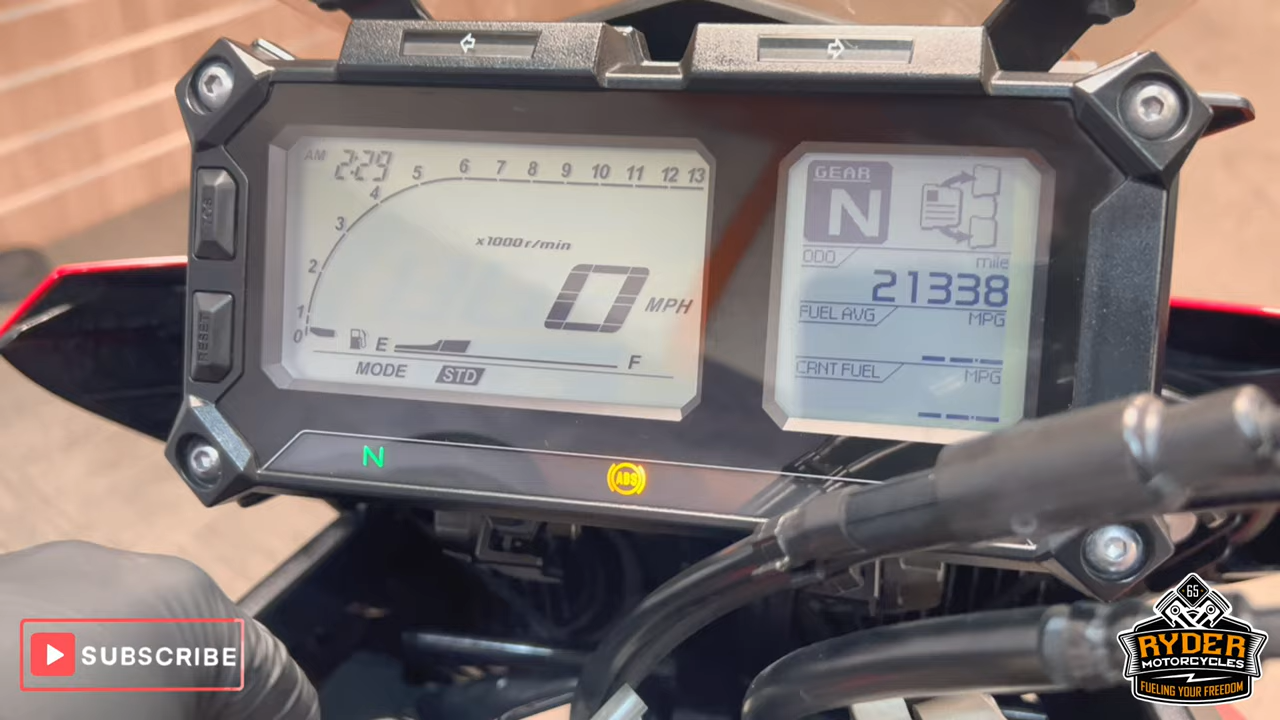 AM 2:29
0 1 2 3 4 5 6 7 8 9 10 11 12 13
x1000 r/min
0 MPH
E
F
MODE STD
GEAR
N
ODO mile
21338
FUEL AVG MPG
--.-
CRNT FUEL MPG
--.-
RESET
N
ABS
SUBSCRIBE
65
RYDER
MOTORCYCLES
FUELING YOUR FREEDOM